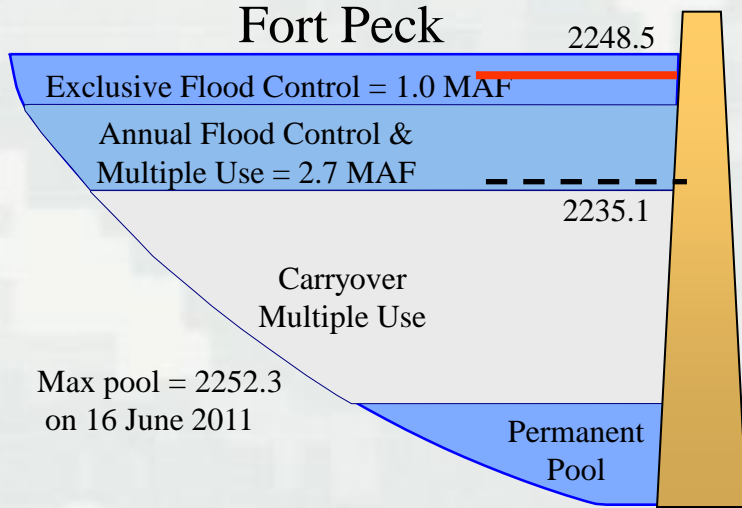 Fort Peck
2248.5
Exclusive Flood Control = 1.0 MAF
Annual Flood Control &
Multiple Use = 2.7 MAF
2235.1
Carryover
Multiple Use
Max pool = 2252.3
on 16 June 2011
Permanent
Pool